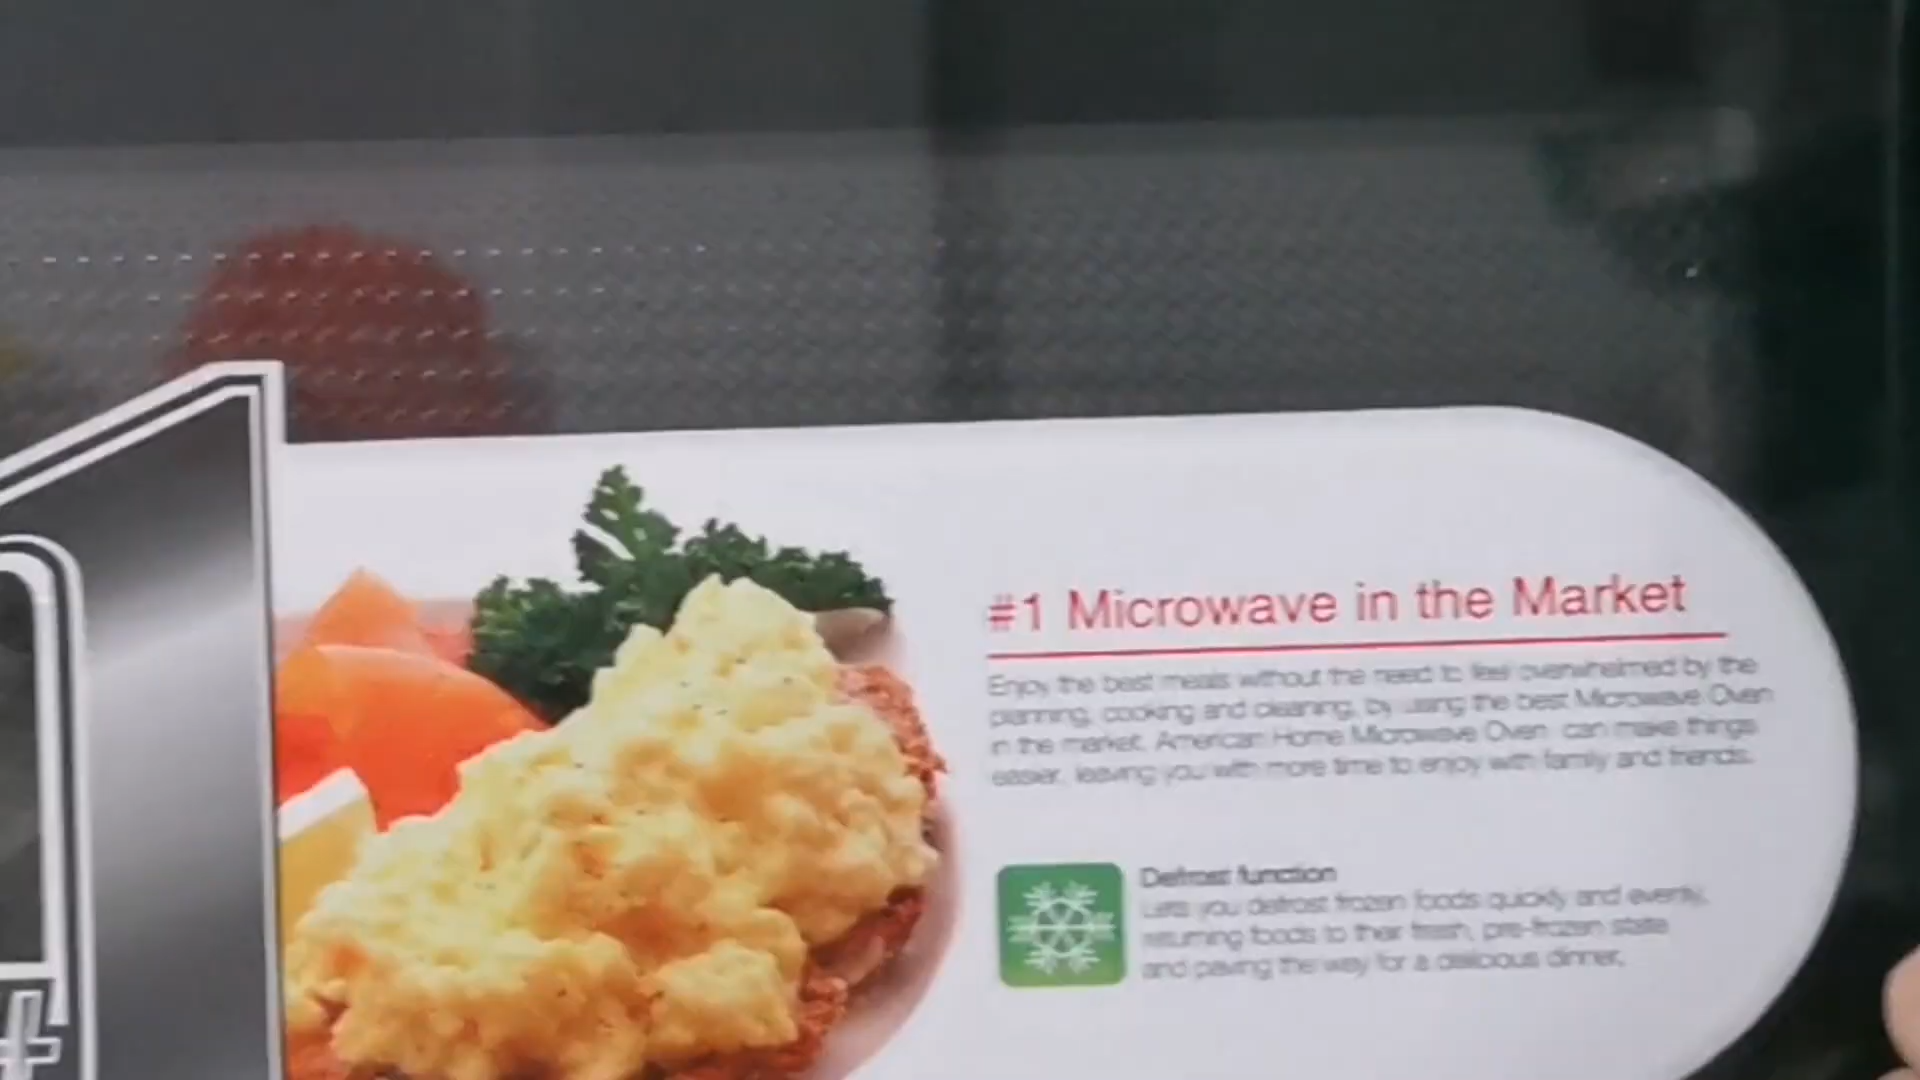 #1 Microwave in the Market
Enjoy the best meals without the need to feel overwhelmed by the
planning, cooking and cleaning, by using the best Microwave Oven
in the market. American Home Microwave Oven can make things
easier, leaving you with more time to enjoy with family and friends.
Defrost function
Lets you defrost frozen foods quickly and evenly,
returning foods to their fresh, pre-frozen state
and paving the way for a delicious dinner.
#